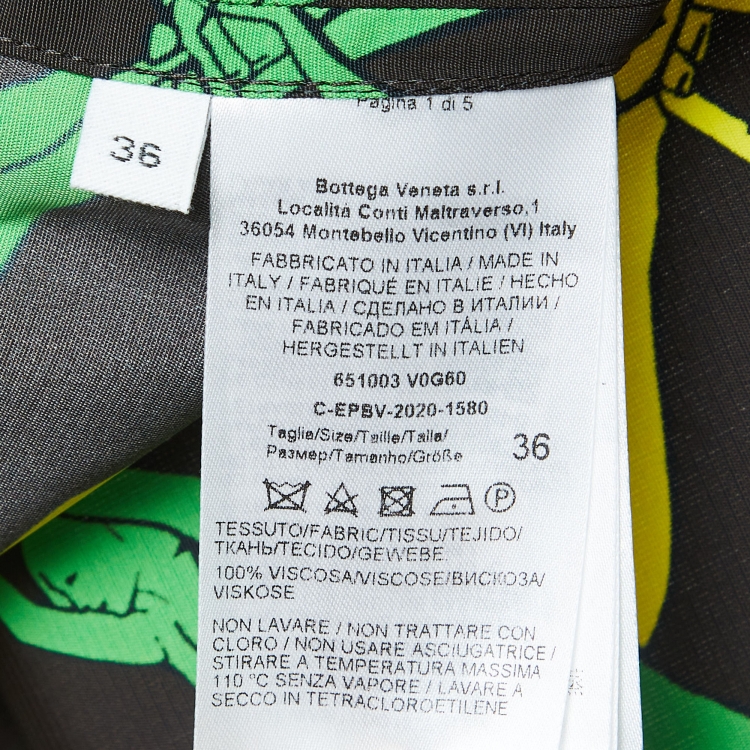 Pagina 1 di 5
36
Bottega Veneta s.r.l.
Località Conti Maltraverso,1
36054 Montebello Vicentino (VI) Italy
FABBRICATO IN ITALIA / MADE IN
ITALY / FABRIQUÉ EN ITALIE / HECHO
EN ITALIA / СДЕЛАНО В ИТАЛИИ /
FABRICADO EM ITÁLIA /
HERGESTELLT IN ITALIEN
651003 V0G60
C-EPBV-2020-1580
Taglia/Size/Taille/Talla/
Размер/Tamanho/Größe
36
P
TESSUTO/FABRIC/TISSU/TEJIDO/
ТКАНЬ/TECIDO/GEWEBE
100% VISCOSA/VISCOSE/ВИСКОЗА/
VISKOSE
NON LAVARE / NON TRATTARE CON
CLORO / NON USARE ASCIUGATRICE /
STIRARE A TEMPERATURA MASSIMA
110 °C SENZA VAPORE / LAVARE A
SECCO IN TETRACLOROETILENE